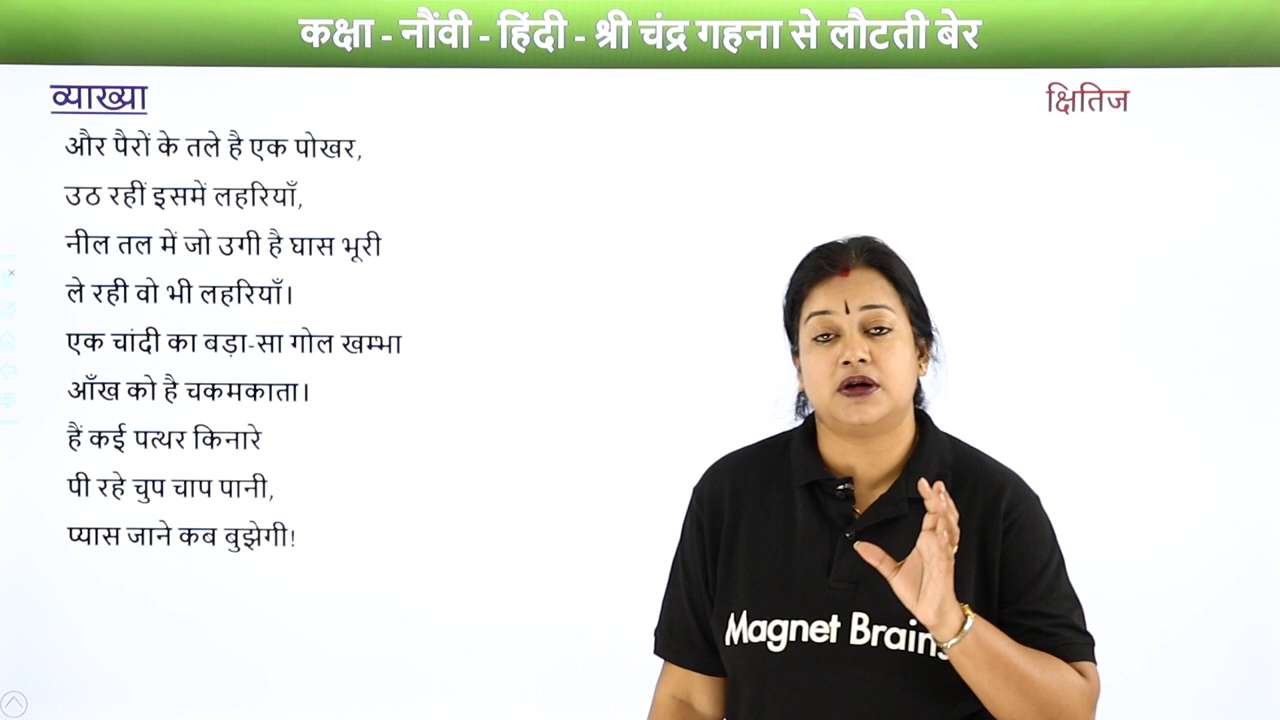 कक्षा - नौंवी - हिंदी - श्री चंद्र गहना से लौटती बेर
व्याख्या
क्षितिज
और पैरों के तले है एक पोखर,
उठ रहीं इसमें लहरियाँ,
नील तल में जो उगी है घास भूरी
ले रही वो भी लहरियाँ।
एक चांदी का बड़ा-सा गोल खम्भा
आँख को है चकमकाता।
हैं कई पत्थर किनारे
पी रहे चुप चाप पानी,
प्यास जाने कब बुझेगी!
Magnet Brains